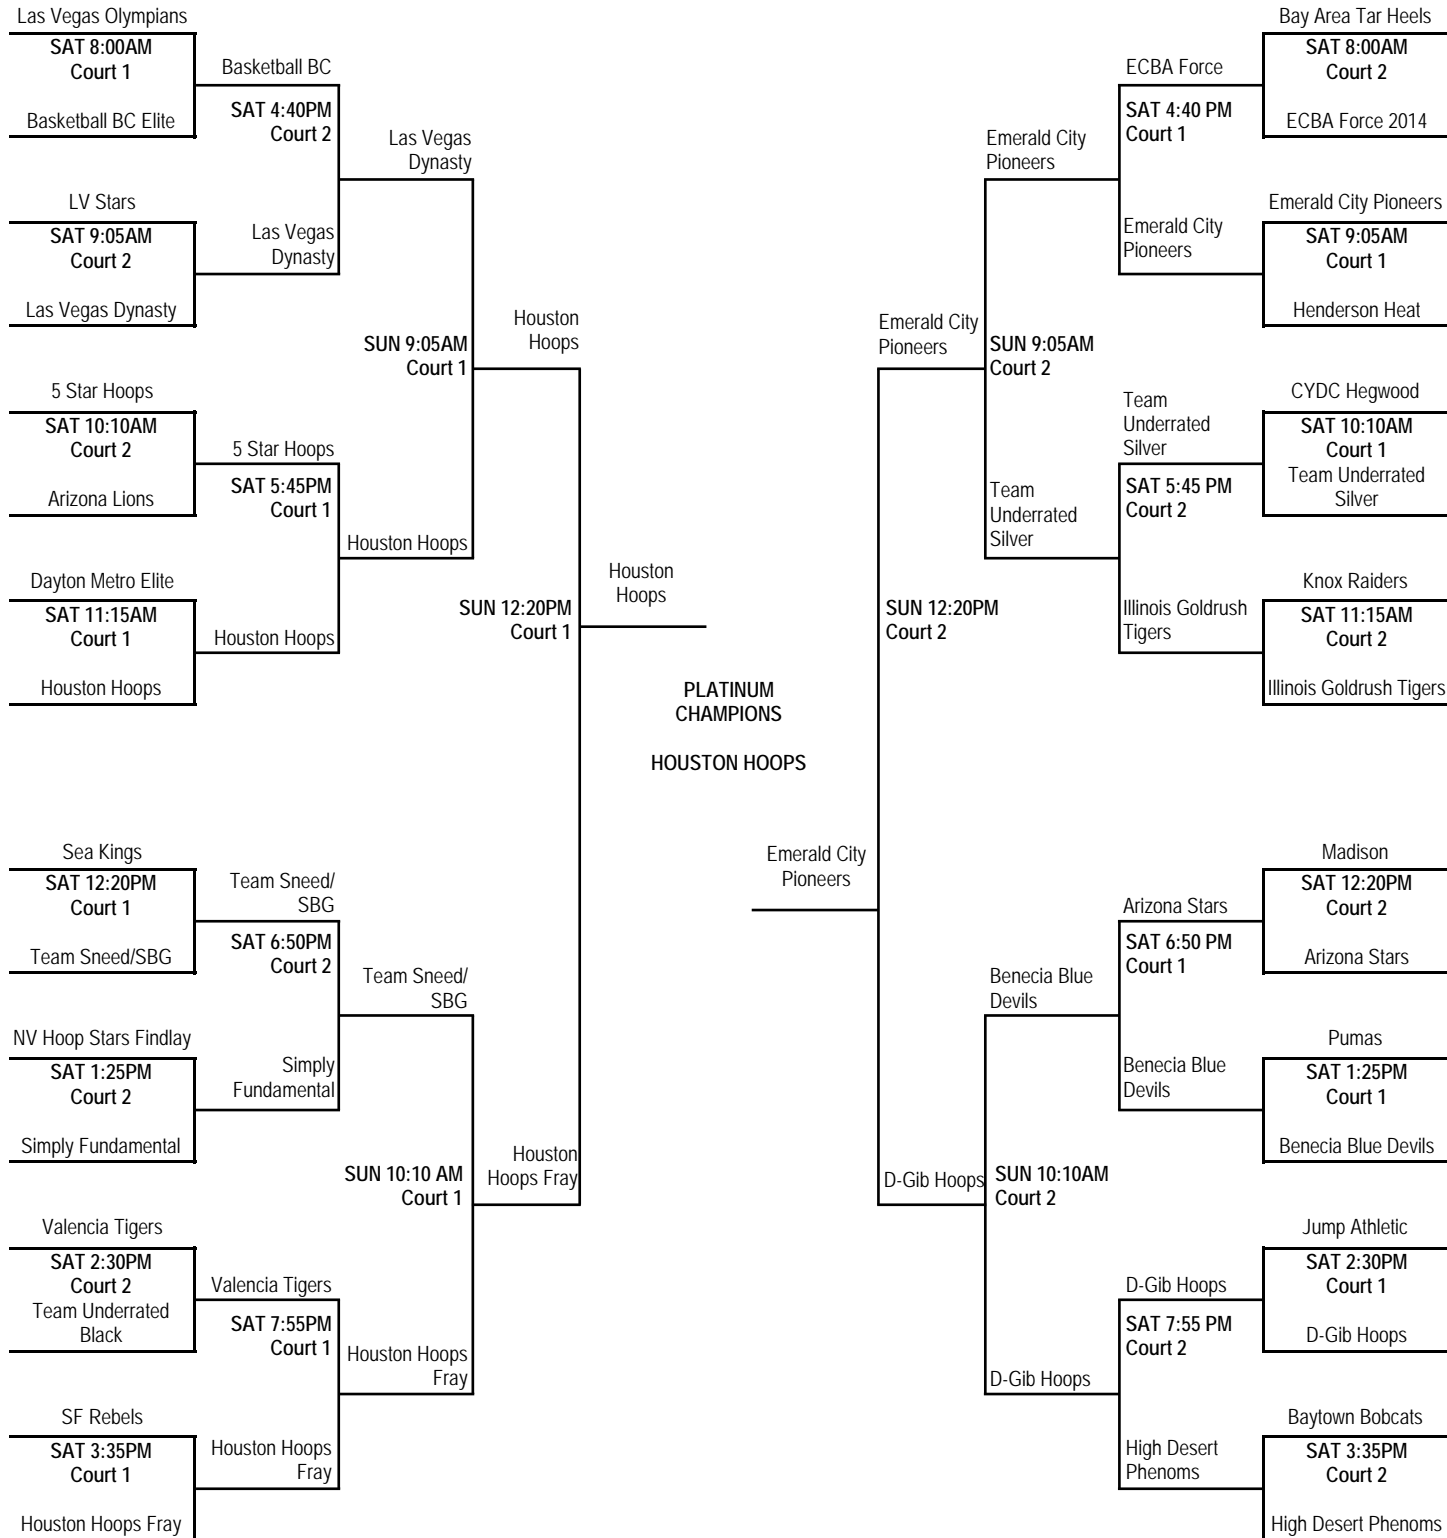 Las Vegas Olympians
SAT 8:00AM
Court 1
Basketball BC Elite
LV Stars
SAT 9:05AM
Court 2
Las Vegas Dynasty
5 Star Hoops
SAT 10:10AM
Court 2
Arizona Lions
Dayton Metro Elite
SAT 11:15AM
Court 1
Houston Hoops
Sea Kings
SAT 12:20PM
Court 1
Team Sneed/SBG
NV Hoop Stars Findlay
SAT 1:25PM
Court 2
Simply Fundamental
Valencia Tigers
SAT 2:30PM
Court 2
Team Underrated
Black
SF Rebels
SAT 3:35PM
Court 1
Houston Hoops Fray
Basketball BC
SAT 4:40PM
Court 2
Las Vegas
Dynasty
5 Star Hoops
SAT 5:45PM
Court 1
Houston Hoops
Team Sneed/
SBG
SAT 6:50PM
Court 2
Simply
Fundamental
Valencia Tigers
SAT 7:55PM
Court 1
Houston Hoops
Fray
Las Vegas
Dynasty
SUN 9:05AM
Court 1
Houston Hoops
Team Sneed/
SBG
SUN 10:10 AM
Court 1
Houston Hoops
Fray
Houston
Hoops
SUN 12:20PM
Court 1
Houston
Hoops Fray
Houston
Hoops
PLATINUM
CHAMPIONS
HOUSTON HOOPS
Emerald City
Pioneers
Emerald City
Pioneers
SUN 12:20PM
Court 2
D-Gib Hoops
Emerald City
Pioneers
SUN 9:05AM
Court 2
Team
Underrated
Silver
Benecia Blue
Devils
SUN 10:10AM
Court 2
D-Gib Hoops
ECBA Force
SAT 4:40 PM
Court 1
Emerald City
Pioneers
Team
Underrated
Silver
SAT 5:45 PM
Court 2
Illinois Goldrush
Tigers
Arizona Stars
SAT 6:50 PM
Court 1
Benecia Blue
Devils
D-Gib Hoops
SAT 7:55 PM
Court 2
High Desert
Phenoms
Bay Area Tar Heels
SAT 8:00AM
Court 2
ECBA Force 2014
Emerald City Pioneers
SAT 9:05AM
Court 1
Henderson Heat
CYDC Hegwood
SAT 10:10AM
Court 1
Team Underrated
Silver
Knox Raiders
SAT 11:15AM
Court 2
Illinois Goldrush Tigers
Madison
SAT 12:20PM
Court 2
Arizona Stars
Pumas
SAT 1:25PM
Court 1
Benecia Blue Devils
Jump Athletic
SAT 2:30PM
Court 1
D-Gib Hoops
Baytown Bobcats
SAT 3:35PM
Court 2
High Desert Phenoms